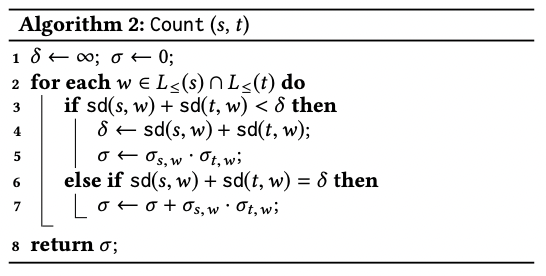 Algorithm 2: Count (s, t)
1 δ ← ∞; σ ← 0;
2 for each w ∈ L≤(s) ∩ L≤(t) do
3 if sd(s, w) + sd(t, w) < δ then
4 δ ← sd(s, w) + sd(t, w);
5 σ ← σs,w · σt,w;
6 else if sd(s, w) + sd(t, w) = δ then
7 σ ← σ + σs,w · σt,w;
8 return σ;